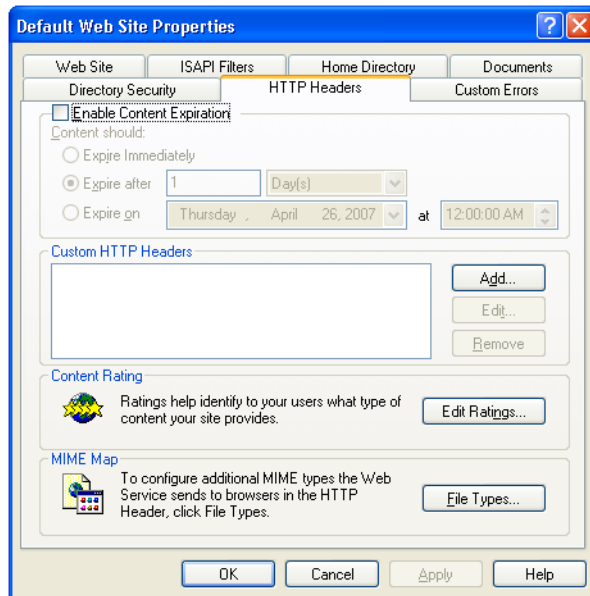 Default Web Site Properties
Web Site ISAPI Filters Home Directory Documents
Directory Security HTTP Headers Custom Errors
Enable Content Expiration
Content should:
Expire Immediately
Expire after 1 Day(s)
Expire on Thursday , April 26, 2007 at 12:00:00 AM
Custom HTTP Headers
Add...
Edit...
Remove
Content Rating
Ratings help identify to your users what type of
content your site provides.
Edit Ratings...
MIME Map
To configure additional MIME types the Web
Service sends to browsers in the HTTP
Header, click File Types.
File Types...
OK Cancel Apply Help